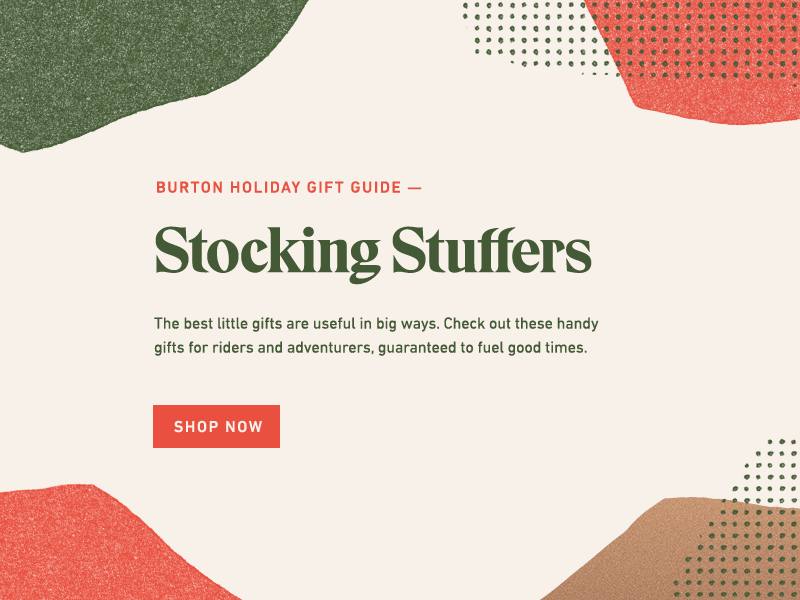 BURTON HOLIDAY GIFT GUIDE —
Stocking Stuffers
The best little gifts are useful in big ways. Check out these handy
gifts for riders and adventurers, guaranteed to fuel good times.
SHOP NOW